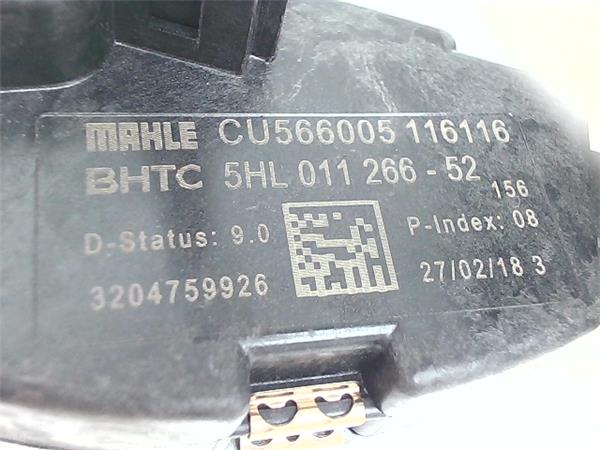 MAHLE CU566005 116116
BHTC 5HL 011 266 - 52 156
D-Status: 9.0 P-Index: 08
3204759926 27/02/18 3